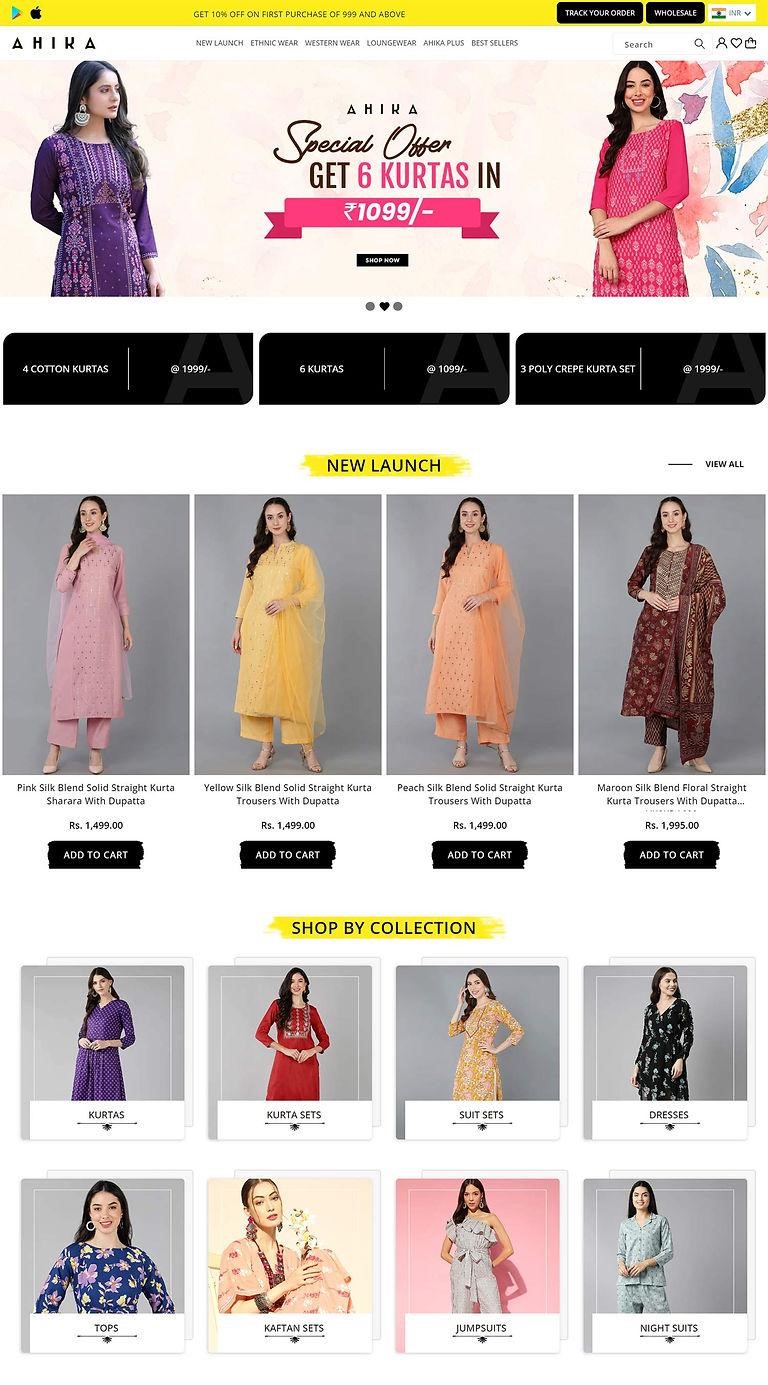 GET 10% OFF ON FIRST PURCHASE OF 999 AND ABOVE
TRACK YOUR ORDER
WHOLESALE
INR
AHIKA
NEW LAUNCH ETHNIC WEAR WESTERN WEAR LOUNGEWEAR AHIKA PLUS BEST SELLERS
Search
AHIKA
Special Offer
GET 6 KURTAS IN
₹1099/-
SHOP NOW
4 COTTON KURTAS @ 1999/-
6 KURTAS @ 1099/-
3 POLY CREPE KURTA SET @ 1999/-
NEW LAUNCH
VIEW ALL
Pink Silk Blend Solid Straight Kurta
Sharara With Dupatta
Rs. 1,499.00
ADD TO CART
Yellow Silk Blend Solid Straight Kurta
Trousers With Dupatta
Rs. 1,499.00
ADD TO CART
Peach Silk Blend Solid Straight Kurta
Trousers With Dupatta
Rs. 1,499.00
ADD TO CART
Maroon Silk Blend Floral Straight
Kurta Trousers With Dupatta...
Rs. 1,995.00
ADD TO CART
SHOP BY COLLECTION
KURTAS
KURTA SETS
SUIT SETS
DRESSES
TOPS
KAFTAN SETS
JUMPSUITS
NIGHT SUITS